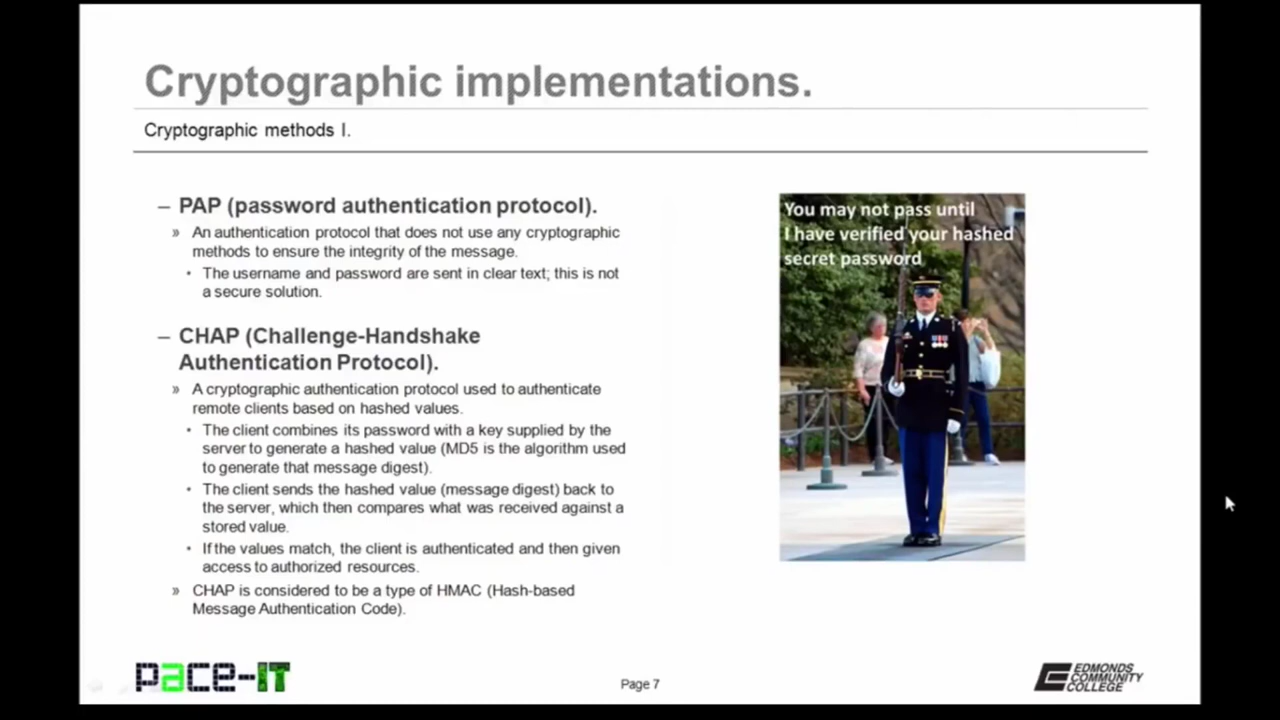 Cryptographic implementations.
Cryptographic methods I.
– PAP (password authentication protocol).
» An authentication protocol that does not use any cryptographic
methods to ensure the integrity of the message.
• The username and password are sent in clear text; this is not
a secure solution.
– CHAP (Challenge-Handshake
Authentication Protocol).
» A cryptographic authentication protocol used to authenticate
remote clients based on hashed values.
• The client combines its password with a key supplied by the
server to generate a hashed value (MD5 is the algorithm used
to generate that message digest).
• The client sends the hashed value (message digest) back to
the server, which then compares what was received against a
stored value.
• If the values match, the client is authenticated and then given
access to authorized resources.
» CHAP is considered to be a type of HMAC (Hash-based
Message Authentication Code).
You may not pass until
I have verified your hashed
secret password
pace-IT
Page 7
EDMONDS
COMMUNITY
COLLEGE